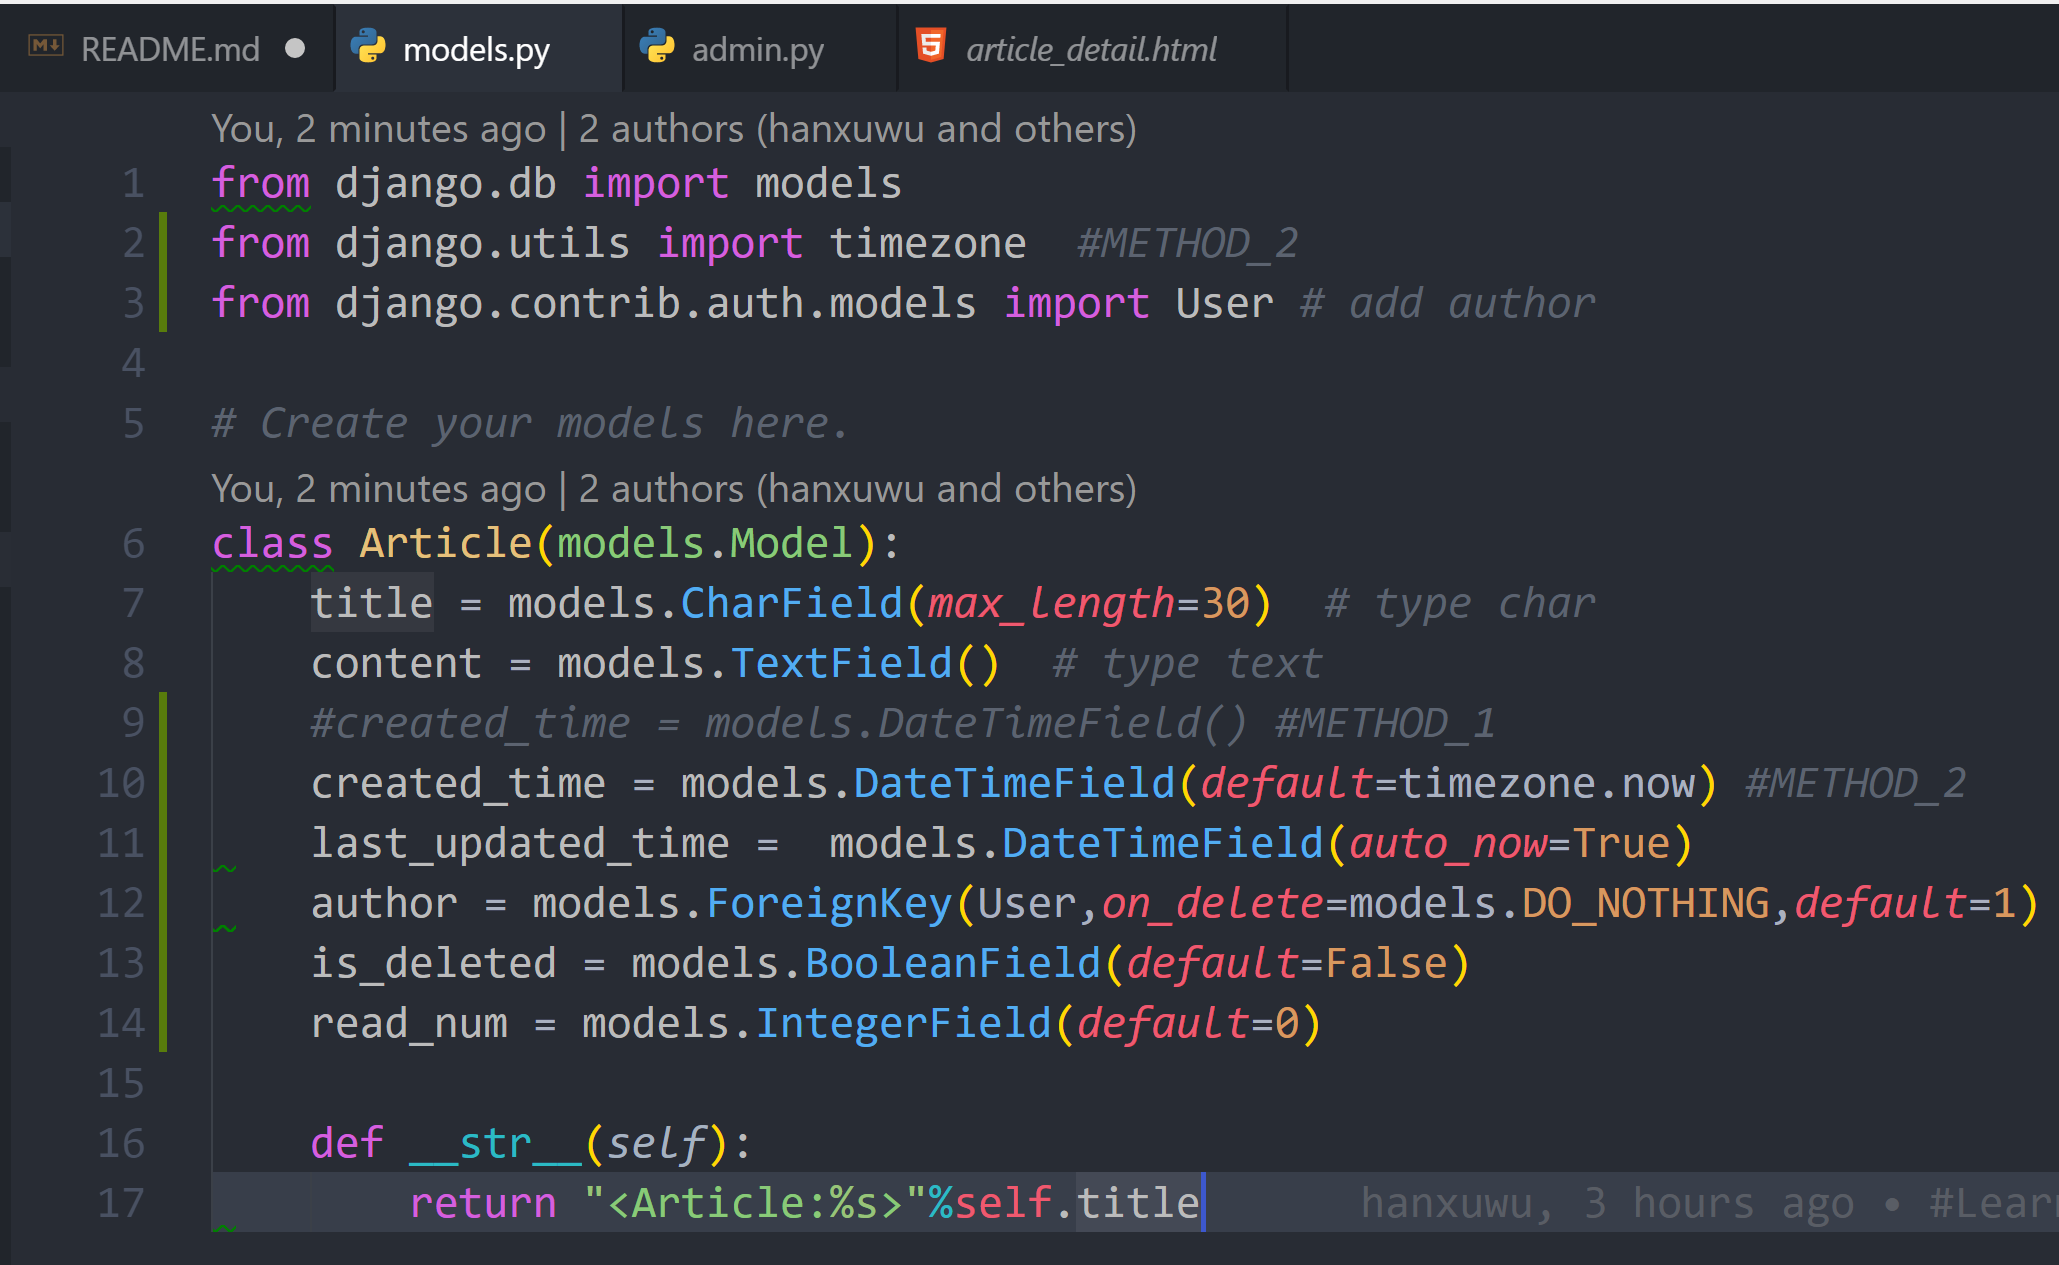 README.md ● models.py admin.py article_detail.html
You, 2 minutes ago | 2 authors (hanxuwu and others)
1 from django.db import models
2 from django.utils import timezone  #METHOD_2
3 from django.contrib.auth.models import User # add author
4
5 # Create your models here.
You, 2 minutes ago | 2 authors (hanxuwu and others)
6 class Article(models.Model):
7     title = models.CharField(max_length=30)  # type char
8     content = models.TextField()  # type text
9     #created_time = models.DateTimeField() #METHOD_1
10     created_time = models.DateTimeField(default=timezone.now) #METHOD_2
11     last_updated_time =  models.DateTimeField(auto_now=True)
12     author = models.ForeignKey(User,on_delete=models.DO_NOTHING,default=1)
13     is_deleted = models.BooleanField(default=False)
14     read_num = models.IntegerField(default=0)
15
16     def __str__(self):
17         return "<Article:%s>"%self.title hanxuwu, 3 hours ago •